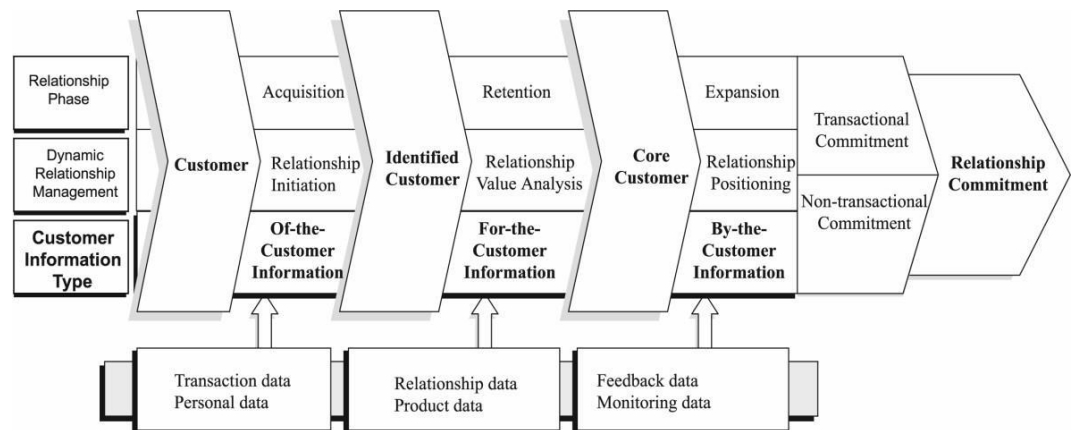 Relationship
Phase
Acquisition
Retention
Expansion
Transactional
Commitment
Dynamic
Relationship
Management
Customer
Relationship
Initiation
Identified
Customer
Relationship
Value Analysis
Core
Customer
Relationship
Positioning
Relationship
Commitment
Non-transactional
Commitment
Customer
Information
Type
Of-the-
Customer
Information
For-the-
Customer
Information
By-the-
Customer
Information
Transaction data
Personal data
Relationship data
Product data
Feedback data
Monitoring data